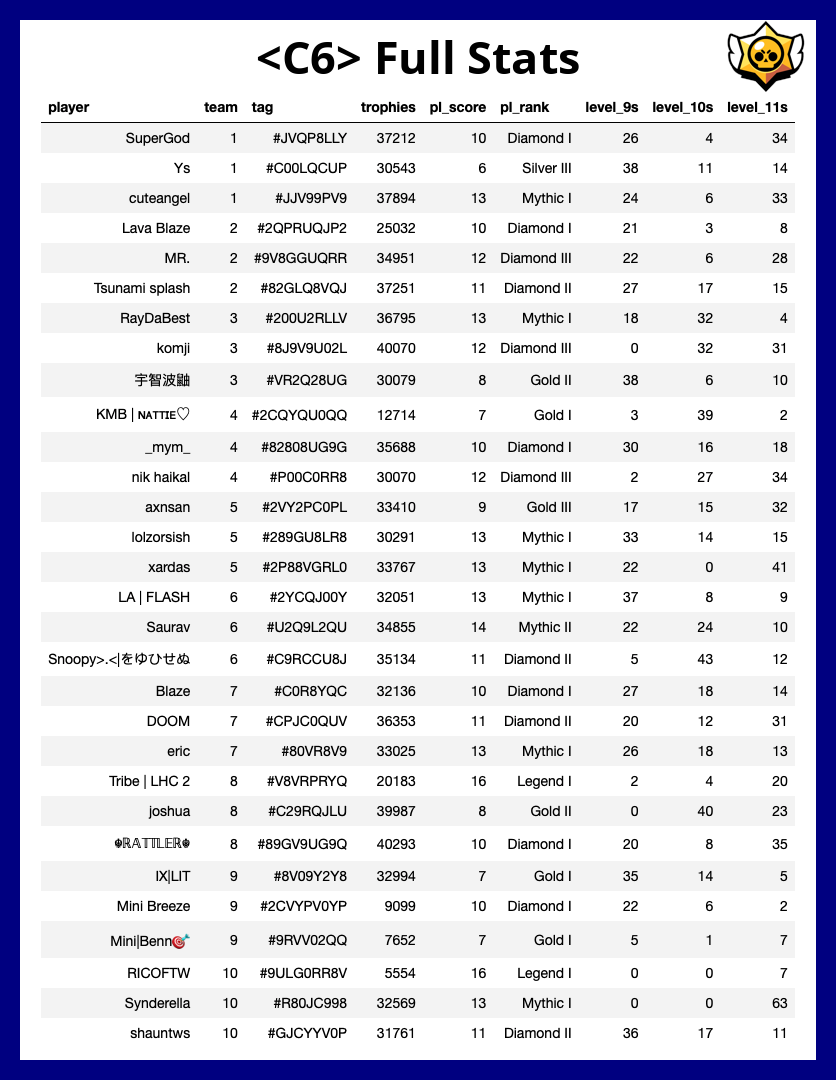 <C6> Full Stats
player team tag trophies pl_score pl_rank level_9s level_10s level_11s
SuperGod 1 #JVQP8LLY 37212 10 Diamond I 26 4 34
Ys 1 #C00LQCUP 30543 6 Silver III 38 11 14
cuteangel 1 #JJV99PV9 37894 13 Mythic I 24 6 33
Lava Blaze 2 #2QPRUQJP2 25032 10 Diamond I 21 3 8
MR. 2 #9V8GGUQRR 34951 12 Diamond III 22 6 28
Tsunami splash 2 #82GLQ8VQJ 37251 11 Diamond II 27 17 15
RayDaBest 3 #200U2RLLV 36795 13 Mythic I 18 32 4
komji 3 #8J9V9U02L 40070 12 Diamond III 0 32 31
宇智波鼬 3 #VR2Q28UG 30079 8 Gold II 38 6 10
KMB | ɴᴀᴛᴛɪᴇ♡ 4 #2CQYQU0QQ 12714 7 Gold I 3 39 2
_mym_ 4 #82808UG9G 35688 10 Diamond I 30 16 18
nik haikal 4 #P00C0RR8 30070 12 Diamond III 2 27 34
axnsan 5 #2VY2PC0PL 33410 9 Gold III 17 15 32
lolzorsish 5 #289GU8LR8 30291 13 Mythic I 33 14 15
xardas 5 #2P88VGRL0 33767 13 Mythic I 22 0 41
LA | FLASH 6 #2YCQJ00Y 32051 13 Mythic I 37 8 9
Saurav 6 #U2Q9L2QU 34855 14 Mythic II 22 24 10
Snoopy>.<|をゆひせぬ 6 #C9RCCU8J 35134 11 Diamond II 5 43 12
Blaze 7 #C0R8YQC 32136 10 Diamond I 27 18 14
DOOM 7 #CPJC0QUV 36353 11 Diamond II 20 12 31
eric 7 #80VR8V9 33025 13 Mythic I 26 18 13
Tribe | LHC 2 8 #V8VRPRYQ 20183 16 Legend I 2 4 20
joshua 8 #C29RQJLU 39987 8 Gold II 0 40 23
☬ℝ𝔸𝕋𝕋𝕃𝔼ℝ☬ 8 #89GV9UG9Q 40293 10 Diamond I 20 8 35
IX|LIT 9 #8V09Y2Y8 32994 7 Gold I 35 14 5
Mini Breeze 9 #2CVYPV0YP 9099 10 Diamond I 22 6 2
Mini|Benn🎯 9 #9RVV02QQ 7652 7 Gold I 5 1 7
RICOFTW 10 #9ULG0RR8V 5554 16 Legend I 0 0 7
Synderella 10 #R80JC998 32569 13 Mythic I 0 0 63
shauntws 10 #GJCYYV0P 31761 11 Diamond II 36 17 11